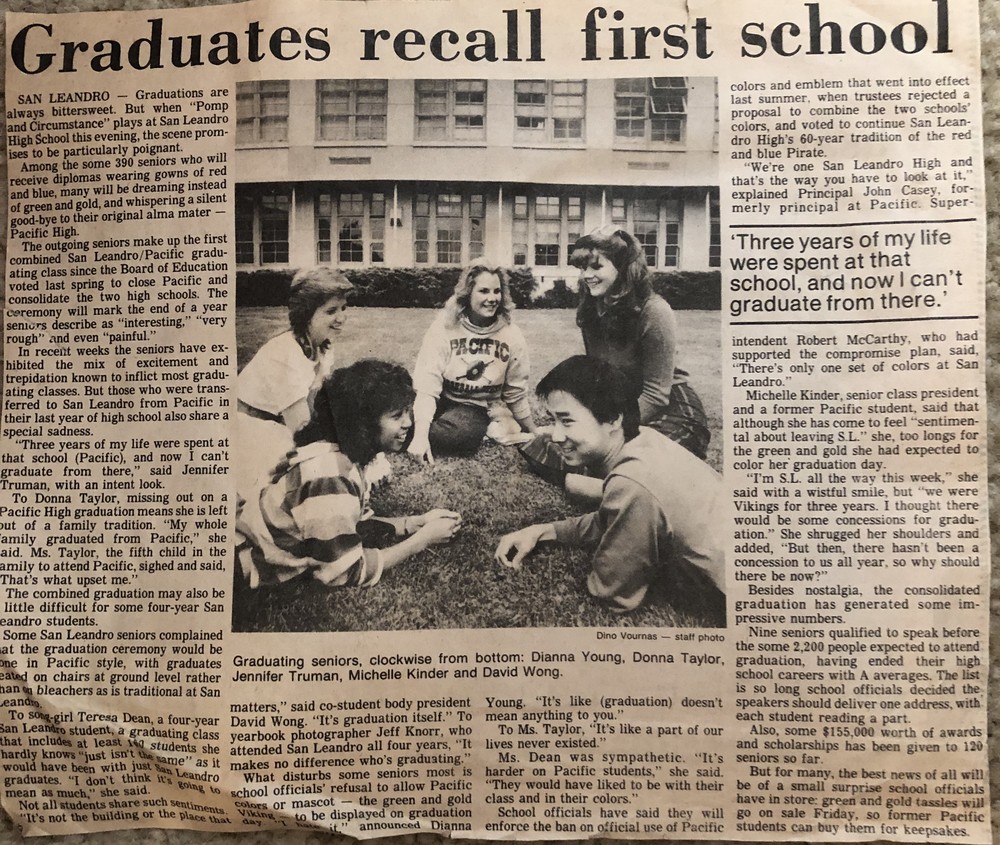 Graduates recall first school
SAN LEANDRO — Graduations are
always bittersweet. But when “Pomp
and Circumstance” plays at San Leandro
High School this evening, the scene prom-
ises to be particularly poignant.
Among the some 390 seniors who will
receive diplomas wearing gowns of red
and blue, many will be dreaming instead
of green and gold, and whispering a silent
good-bye to their original alma mater —
Pacific High.
The outgoing seniors make up the first
combined San Leandro/Pacific gradu-
ating class since the Board of Education
voted last spring to close Pacific and
consolidate the two high schools. The
ceremony will mark the end of a year
seniors describe as “interesting,” “very
rough” and even “painful.”
In recent weeks the seniors have ex-
hibited the mix of excitement and
trepidation known to inflict most gradu-
ating classes. But those who were trans-
ferred to San Leandro from Pacific in
their last year of high school also share a
special sadness.
“Three years of my life were spent at
that school (Pacific), and now I can’t
graduate from there,” said Jennifer
Truman, with an intent look.
To Donna Taylor, missing out on a
Pacific High graduation means she is left
out of a family tradition. “My whole
amily graduated from Pacific,” she
aid. Ms. Taylor, the fifth child in the
amily to attend Pacific, sighed and said,
That’s what upset me.”
The combined graduation may also be
little difficult for some four-year San
eandro students.
Some San Leandro seniors complained
at the graduation ceremony would be
ne in Pacific style, with graduates
eated on chairs at ground level rather
han on bleachers as is traditional at San
Leandro.
To song-girl Teresa Dean, a four-year
San Leandro student, a graduating class
that includes at least 140 students she
hardly knows “just isn’t the same” as it
would have been with just San Leandro
graduates. “I don’t think it’s going to
mean as much,” she said.
Not all students share such sentiments.
“It’s not the building or the place that
PACIFIC
Dino Vournas — staff photo
Graduating seniors, clockwise from bottom: Dianna Young, Donna Taylor,
Jennifer Truman, Michelle Kinder and David Wong.
matters,” said co-student body president
David Wong. “It’s graduation itself.” To
yearbook photographer Jeff Knorr, who
attended San Leandro all four years, “It
makes no difference who’s graduating.”
What disturbs some seniors most is
school officials’ refusal to allow Pacific
colors or mascot — the green and gold
Viking — to be displayed on graduation
day. “I hate it,” announced Dianna
Young. “It’s like (graduation) doesn’t
mean anything to you.”
To Ms. Taylor, “It’s like a part of our
lives never existed.”
Ms. Dean was sympathetic. “It’s
harder on Pacific students,” she said.
“They would have liked to be with their
class and in their colors.”
School officials have said they will
enforce the ban on official use of Pacific
colors and emblem that went into effect
last summer, when trustees rejected a
proposal to combine the two schools’
colors, and voted to continue San Lean-
dro High’s 60-year tradition of the red
and blue Pirate.
“We’re one San Leandro High and
that’s the way you have to look at it,”
explained Principal John Casey, for-
merly principal at Pacific. Super-
‘Three years of my life
were spent at that
school, and now I can’t
graduate from there.’
intendent Robert McCarthy, who had
supported the compromise plan, said,
“There’s only one set of colors at San
Leandro.”
Michelle Kinder, senior class president
and a former Pacific student, said that
although she has come to feel “sentimen-
tal about leaving S.L.” she, too longs for
the green and gold she had expected to
color her graduation day.
“I’m S.L. all the way this week,” she
said with a wistful smile, but “we were
Vikings for three years. I thought there
would be some concessions for gradu-
ation.” She shrugged her shoulders and
added, “But then, there hasn’t been a
concession to us all year, so why should
there be now?”
Besides nostalgia, the consolidated
graduation has generated some im-
pressive numbers.
Nine seniors qualified to speak before
the some 2,200 people expected to attend
graduation, having ended their high
school careers with A averages. The list
is so long school officials decided the
speakers should deliver one address, with
each student reading a part.
Also, some $155,000 worth of awards
and scholarships has been given to 120
seniors so far.
But for many, the best news of all will
be of a small surprise school officials
have in store: green and gold tassles will
go on sale Friday, so former Pacific
students can buy them for keepsakes.